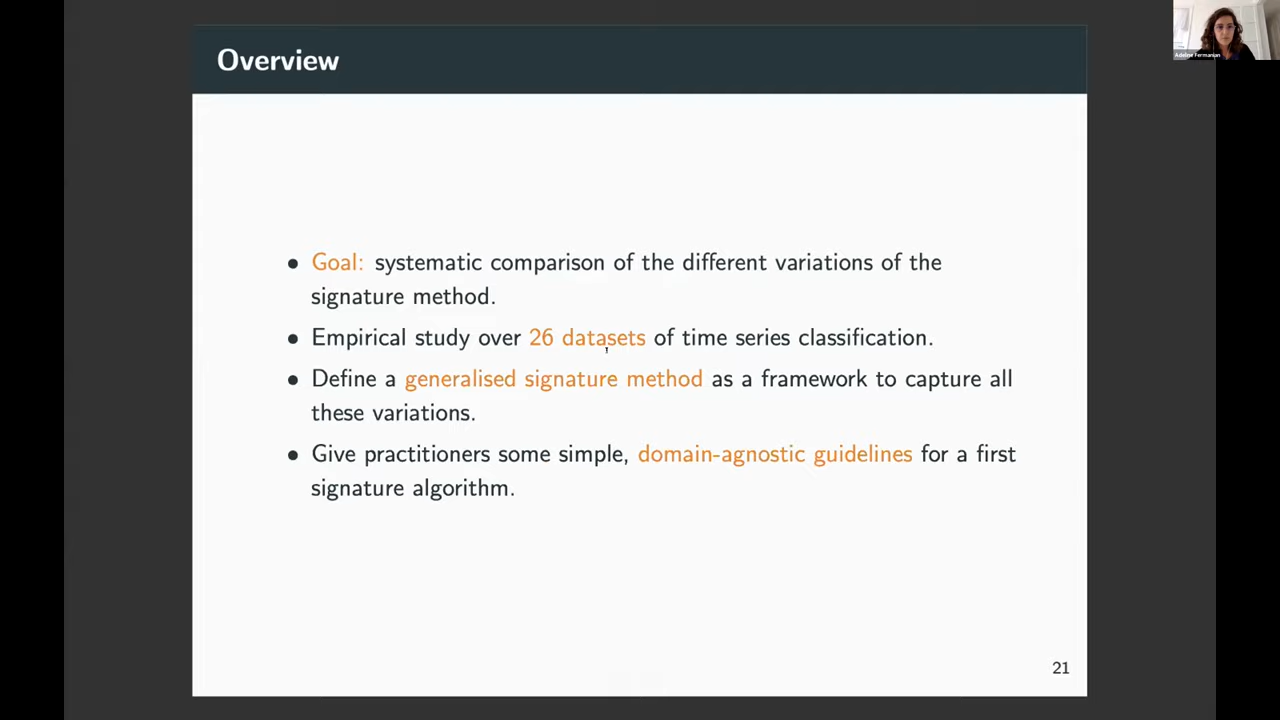 Overview
Adeline Fermanian
• Goal: systematic comparison of the different variations of the
signature method.
• Empirical study over 26 datasets of time series classification.
• Define a generalised signature method as a framework to capture all
these variations.
• Give practitioners some simple, domain-agnostic guidelines for a first
signature algorithm.
21